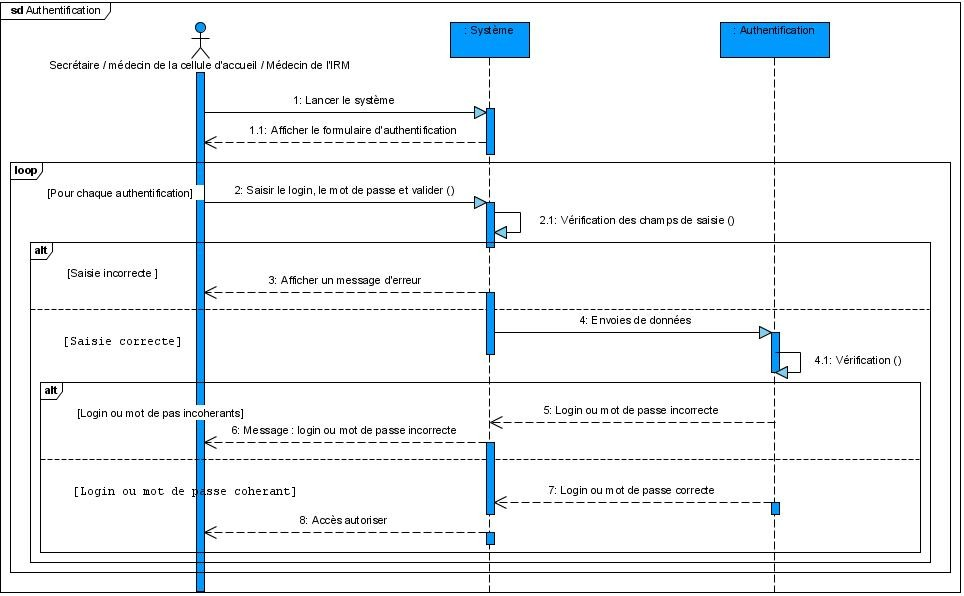 sd Authentification
: Système
: Authentification
Secrétaire / médecin de la cellule d'accueil / Médecin de l'IRM
1: Lancer le système
1.1: Afficher le formulaire d'authentification
loop
[Pour chaque authentification]
2: Saisir le login, le mot de passe et valider ()
2.1: Vérification des champs de saisie ()
alt
[Saisie incorrecte ]
3: Afficher un message d'erreur
4: Envoies de données
[Saisie correcte]
4.1: Vérification ()
alt
[Login ou mot de pas incoherants]
5: Login ou mot de passe incorrecte
6: Message : login ou mot de passe incorrecte
[Login ou mot de passe coherant]
7: Login ou mot de passe correcte
8: Accès autoriser